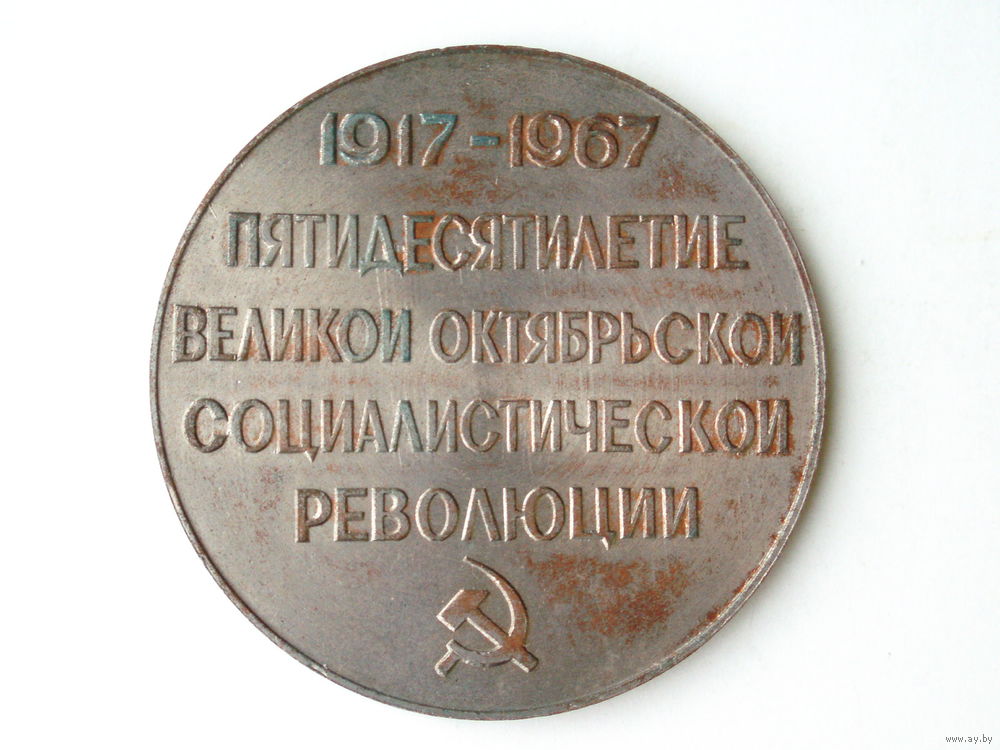 1917-1967
ПЯТИДЕСЯТИЛЕТИЕ
ВЕЛИКОЙ ОКТЯБРЬСКОЙ
СОЦИАЛИСТИЧЕСКОЙ
РЕВОЛЮЦИИ
www.ay.by